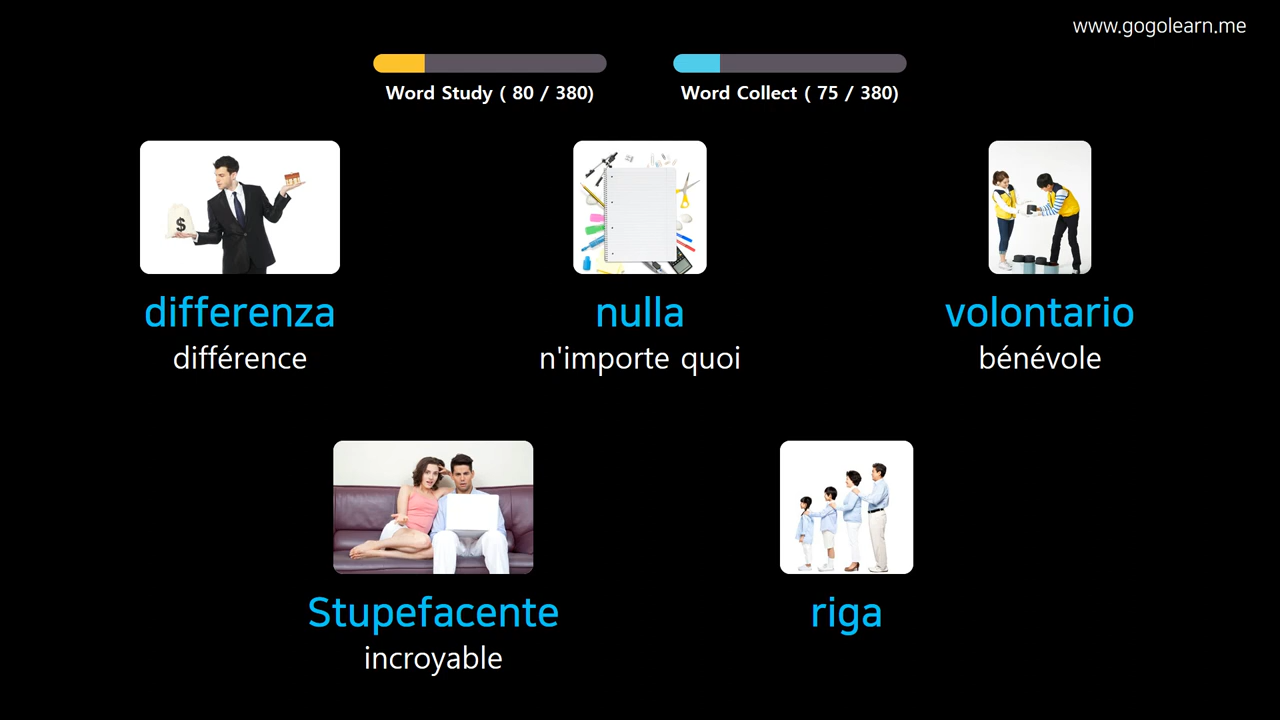 www.gogolearn.me
Word Study ( 80 / 380)
Word Collect ( 75 / 380)
$
differenza
nulla
volontario
différence
n'importe quoi
bénévole
Stupefacente
riga
incroyable